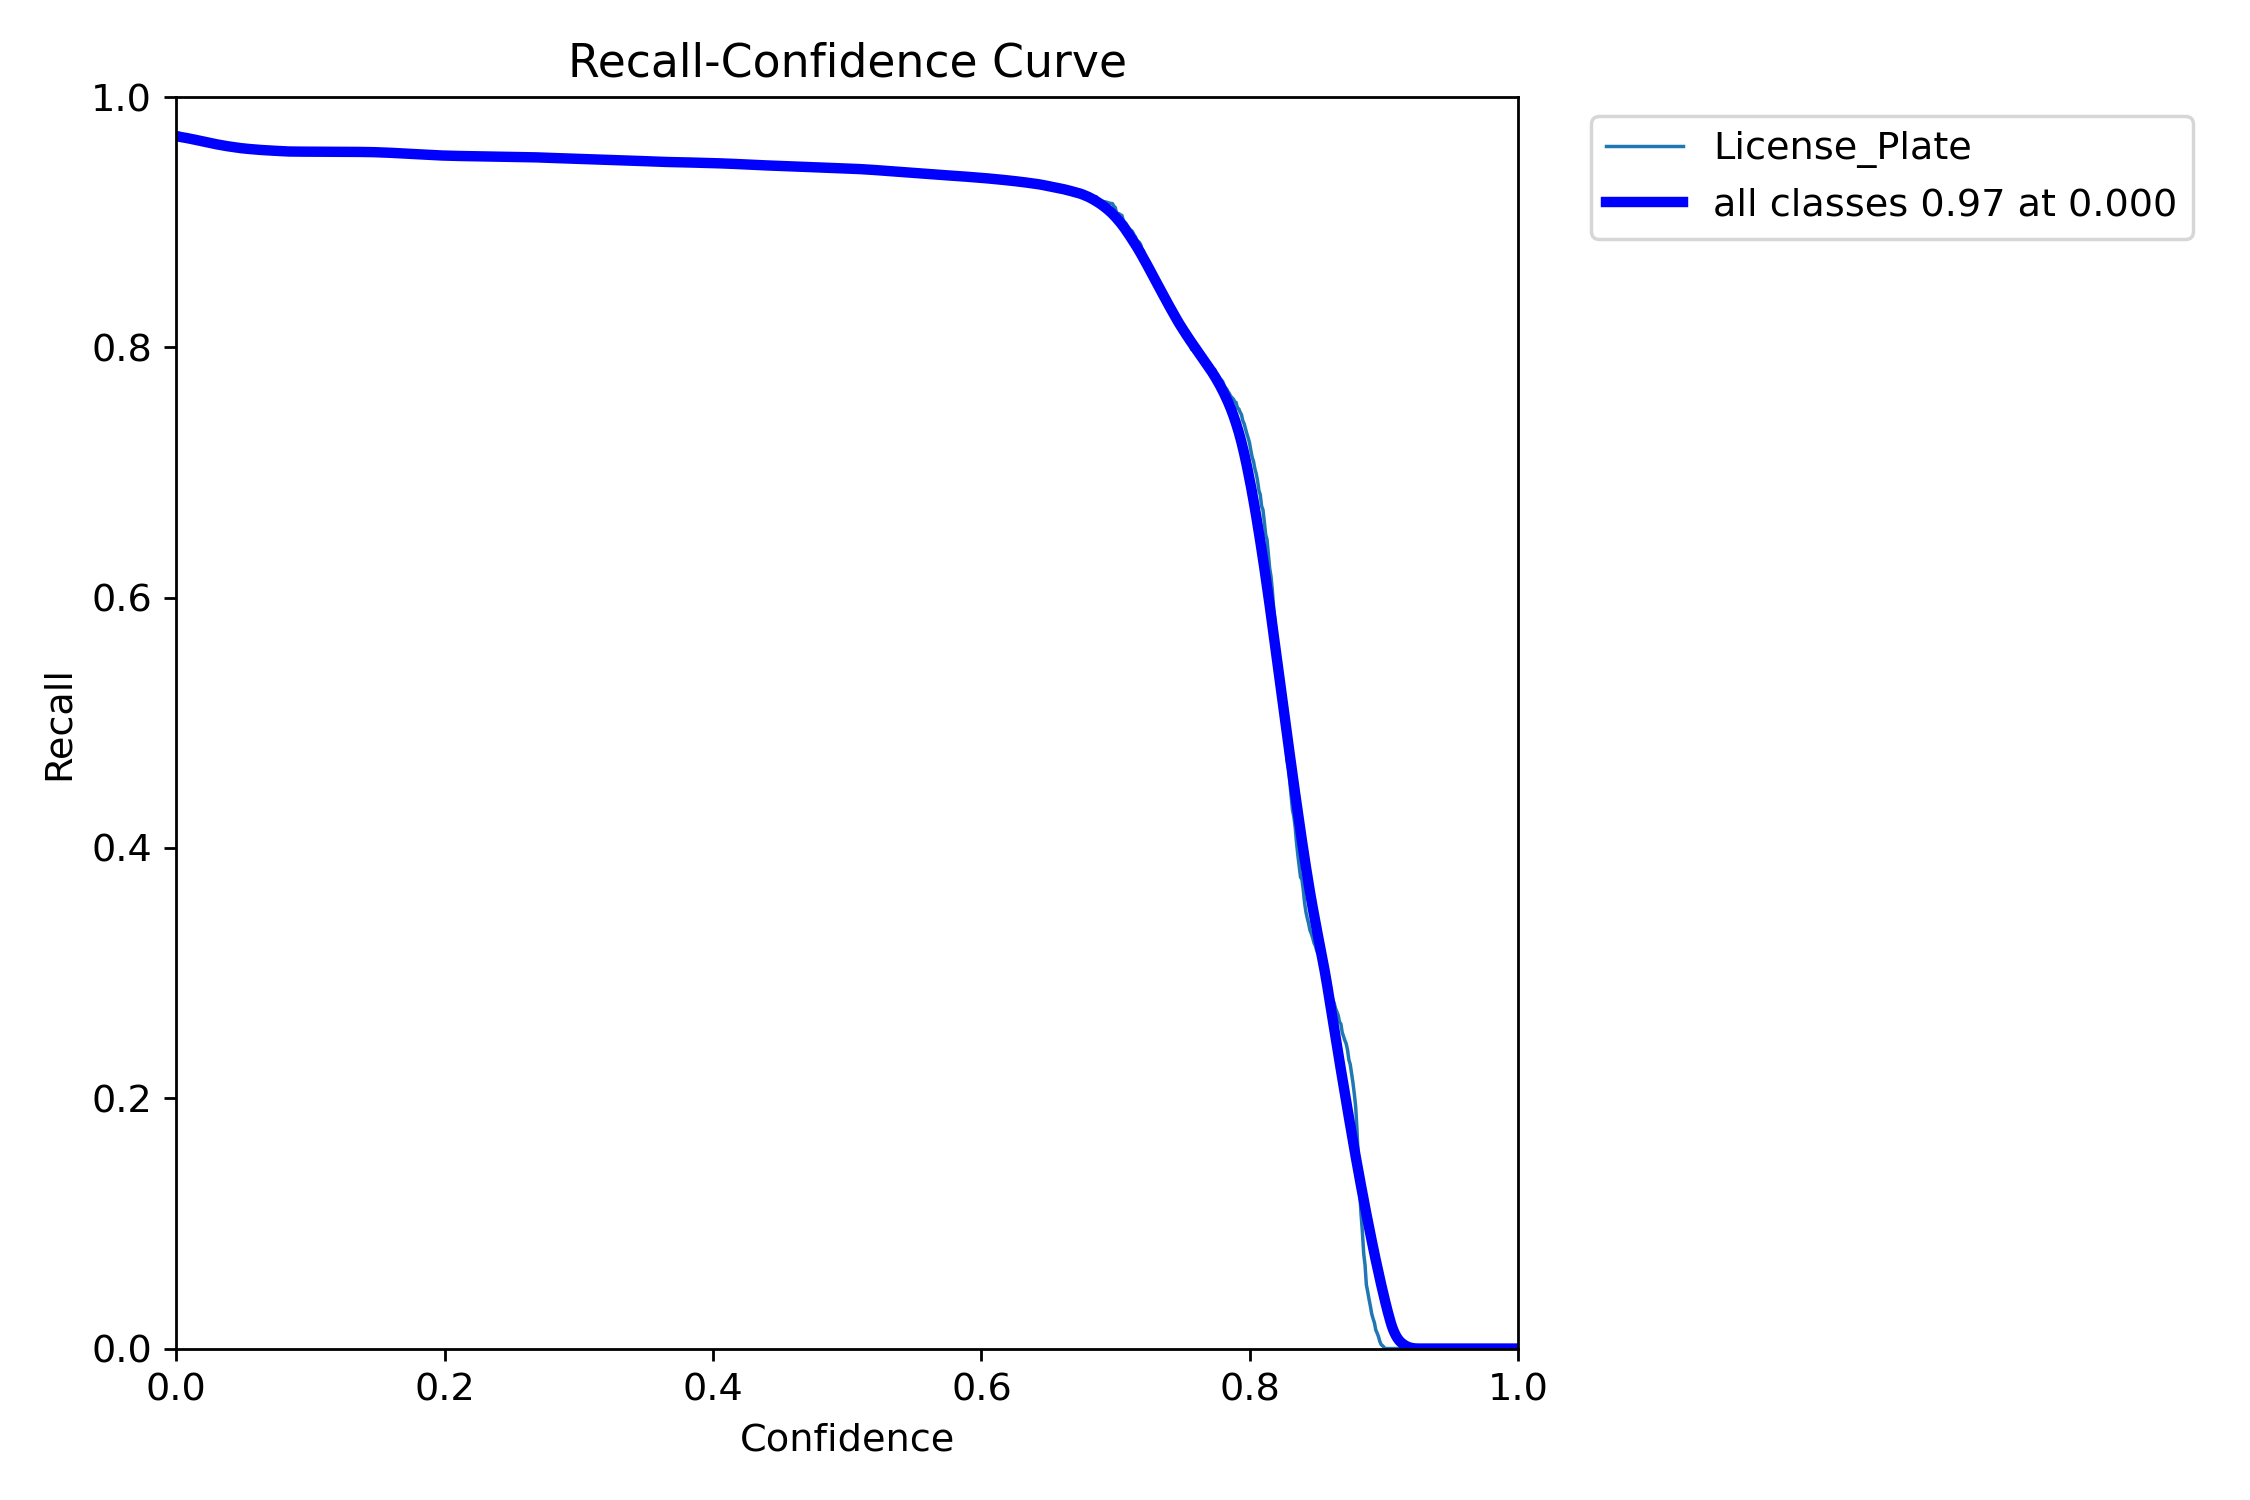 Recall-Confidence Curve
1.0
0.8
0.6
0.4
0.2
0.0
Recall
0.0 0.2 0.4 0.6 0.8 1.0
Confidence
License_Plate
all classes 0.97 at 0.000